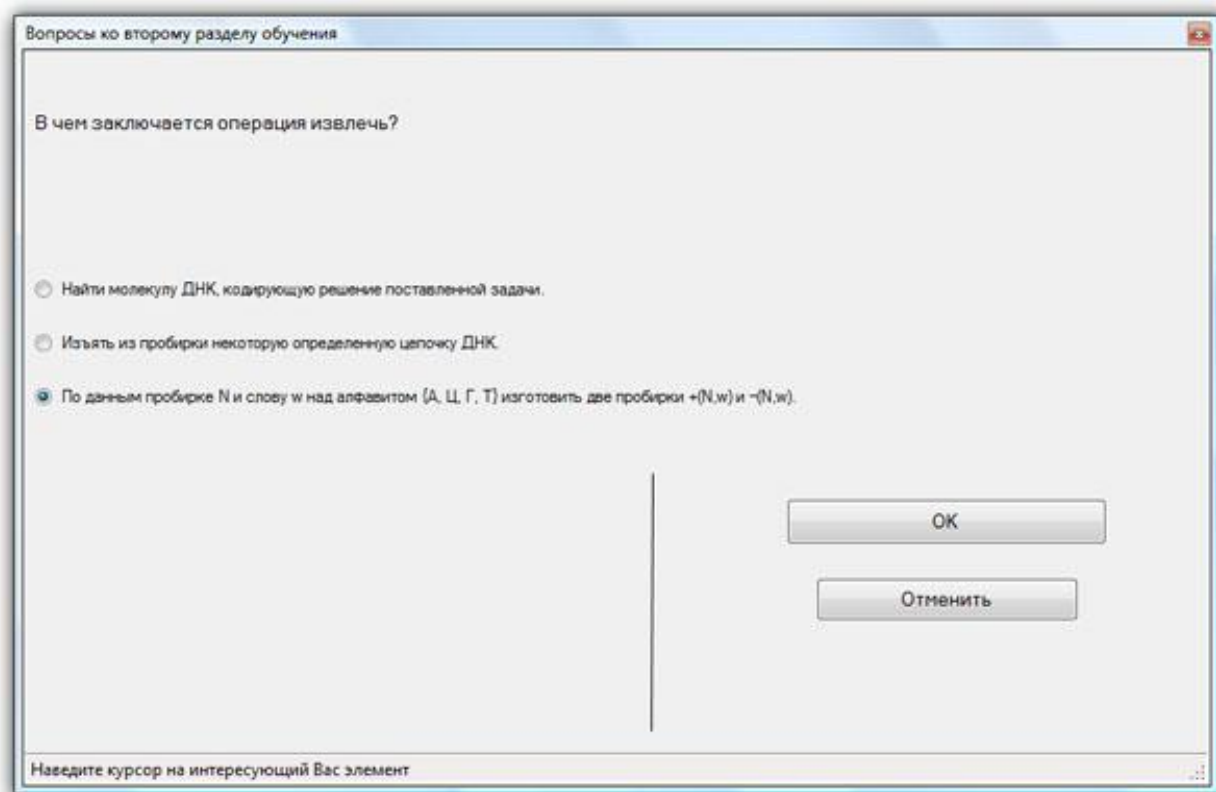 Вопросы ко второму разделу обучения
В чем заключается операция извлечь?
Найти молекулу ДНК, кодирующую решение поставленной задачи.
Изъять из пробирки некоторую определенную цепочку ДНК.
По данным пробирке N и слову w над алфавитом {А, Ц, Г, Т} изготовить две пробирки +(N,w) и -(N,w).
OK
Отменить
Наведите курсор на интересующий Вас элемент